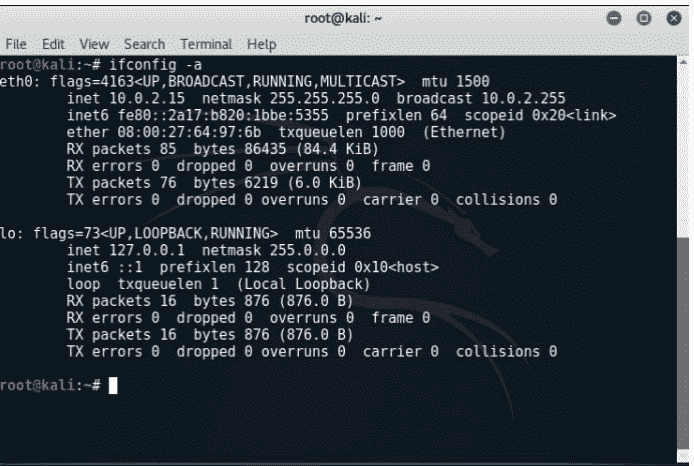 root@kali: ~
File Edit View Search Terminal Help
root@kali:~# ifconfig -a
eth0: flags=4163<UP,BROADCAST,RUNNING,MULTICAST>  mtu 1500
        inet 10.0.2.15  netmask 255.255.255.0  broadcast 10.0.2.255
        inet6 fe80::2a17:b820:1bbe:5355  prefixlen 64  scopeid 0x20<link>
        ether 08:00:27:64:97:6b  txqueuelen 1000  (Ethernet)
        RX packets 85  bytes 86435 (84.4 KiB)
        RX errors 0  dropped 0  overruns 0  frame 0
        TX packets 76  bytes 6219 (6.0 KiB)
        TX errors 0  dropped 0 overruns 0  carrier 0  collisions 0
lo: flags=73<UP,LOOPBACK,RUNNING>  mtu 65536
        inet 127.0.0.1  netmask 255.0.0.0
        inet6 ::1  prefixlen 128  scopeid 0x10<host>
        loop  txqueuelen 1  (Local Loopback)
        RX packets 16  bytes 876 (876.0 B)
        RX errors 0  dropped 0  overruns 0  frame 0
        TX packets 16  bytes 876 (876.0 B)
        TX errors 0  dropped 0 overruns 0  carrier 0  collisions 0
root@kali:~#